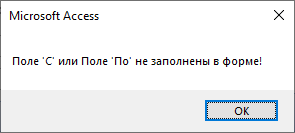 Microsoft Access
Поле 'С' или Поле 'По' не заполнены в форме!
OK